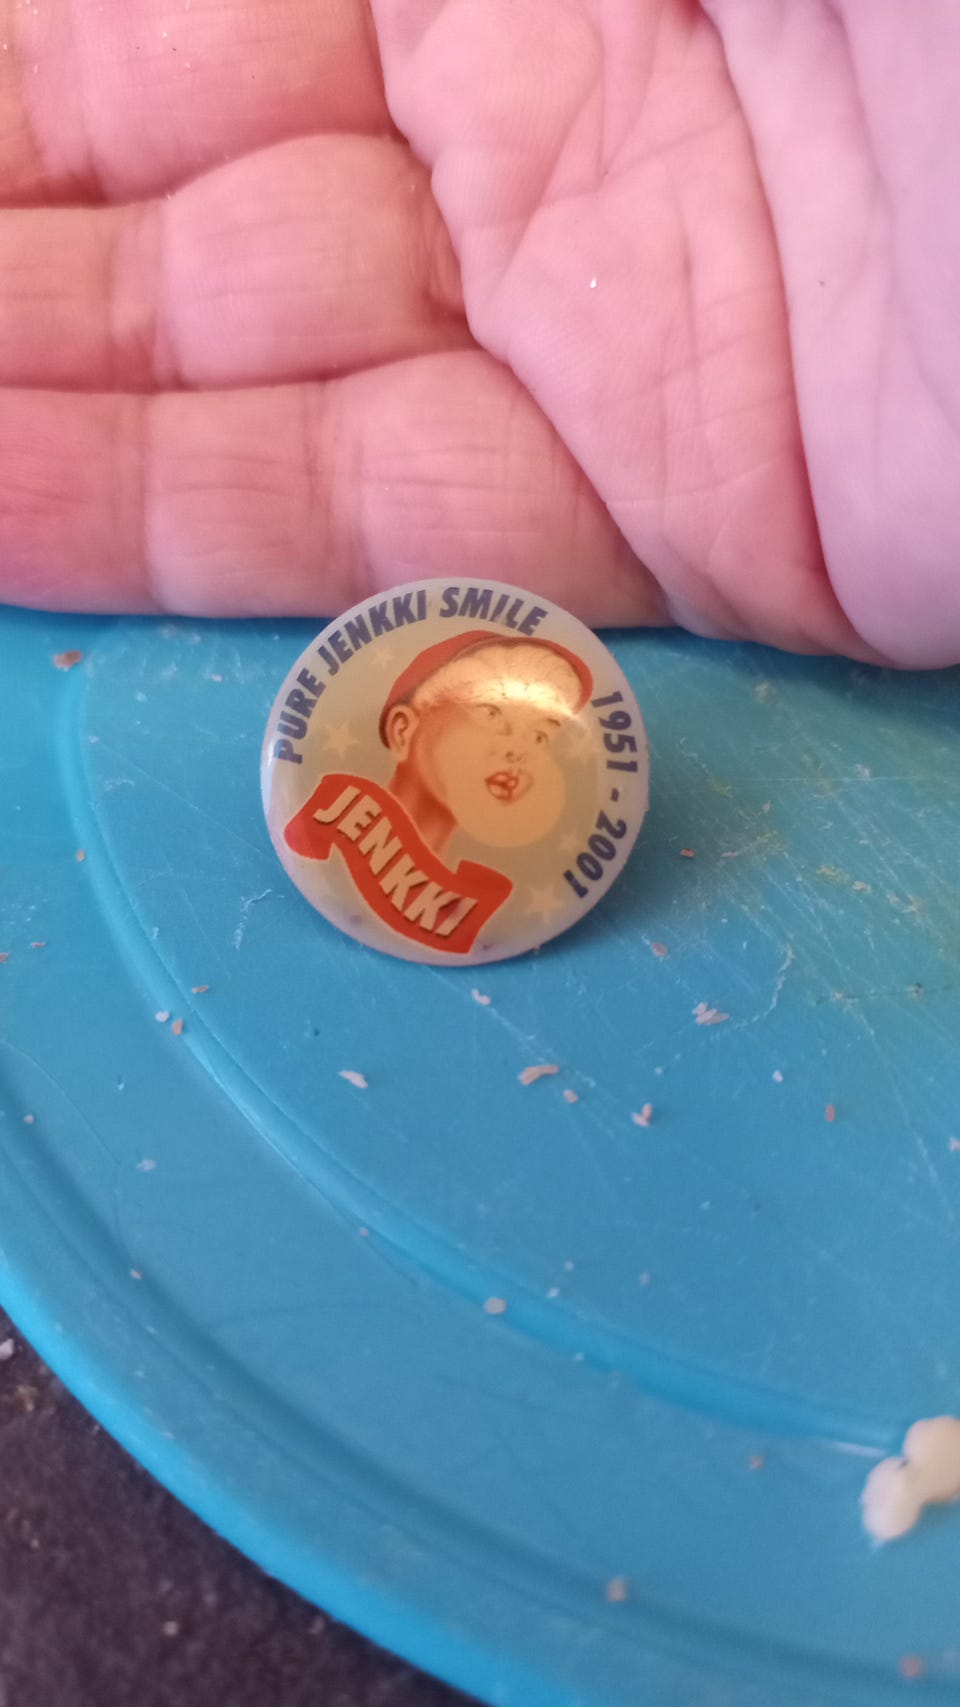 PURE JENKKI SMILE
1951 - 2001
JENKKI